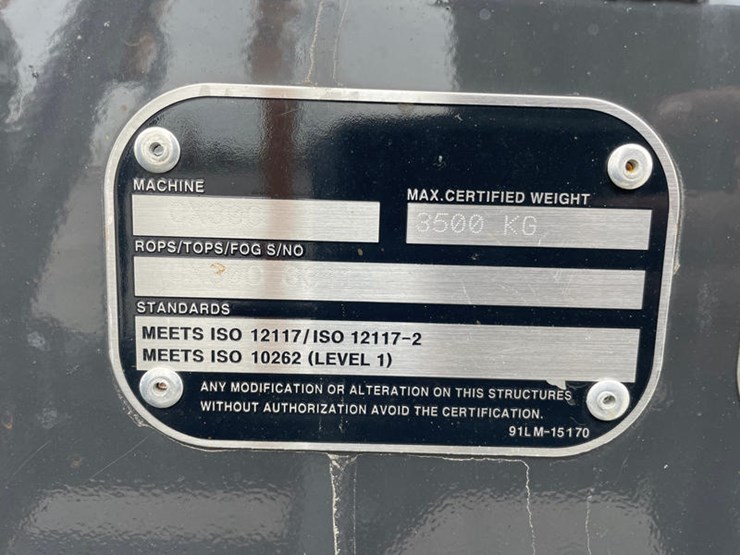 MACHINE
MAX.CERTIFIED WEIGHT
3500 KG
ROPS/TOPS/FOG S/NO
STANDARDS
MEETS ISO 12117/ISO 12117-2
MEETS ISO 10262 (LEVEL 1)
ANY MODIFICATION OR ALTERATION ON THIS STRUCTURES
WITHOUT AUTHORIZATION AVOID THE CERTIFICATION.
91LM-15170